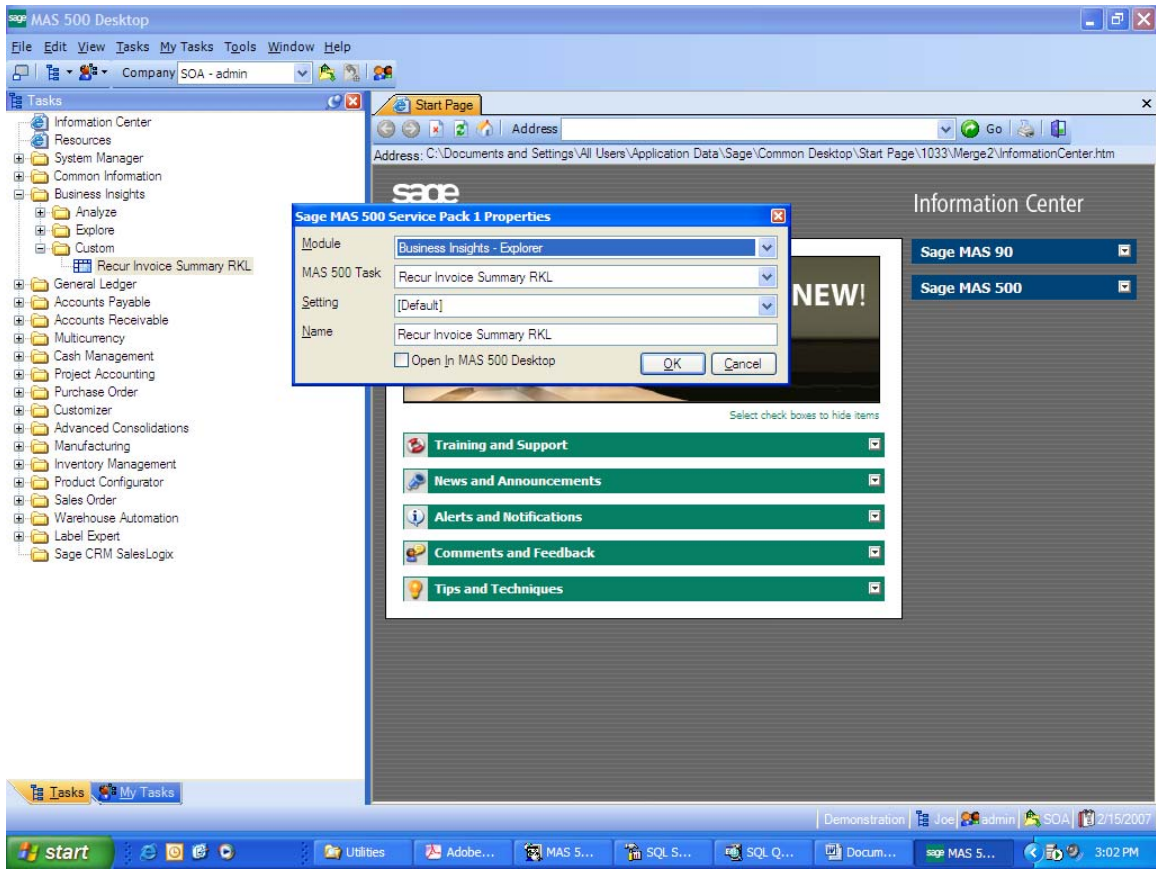 sage MAS 500 Desktop
File Edit View Tasks My Tasks Tools Window Help
Company SOA - admin
Tasks
Information Center
Resources
System Manager
Common Information
Business Insights
Analyze
Explore
Custom
Recur Invoice Summary RKL
General Ledger
Accounts Payable
Accounts Receivable
Multicurrency
Cash Management
Project Accounting
Purchase Order
Customizer
Advanced Consolidations
Manufacturing
Inventory Management
Product Configurator
Sales Order
Warehouse Automation
Label Expert
Sage CRM SalesLogix
Tasks My Tasks
Start Page
Address Go
Address: C:\Documents and Settings\All Users\Application Data\Sage\Common Desktop\Start Page\1033\Merge2\InformationCenter.htm
sage
Information Center
Sage MAS 90
Sage MAS 500
NEW!
Sage MAS 500 Service Pack 1 Properties
Module Business Insights - Explorer
MAS 500 Task Recur Invoice Summary RKL
Setting [Default]
Name Recur Invoice Summary RKL
Open In MAS 500 Desktop OK Cancel
Select check boxes to hide items
Training and Support
News and Announcements
Alerts and Notifications
Comments and Feedback
Tips and Techniques
Demonstration Joe admin SOA 2/15/2007
start Utilities Adobe... MAS 5... SQL S... SQL Q... Docum... sage MAS 5... 3:02 PM